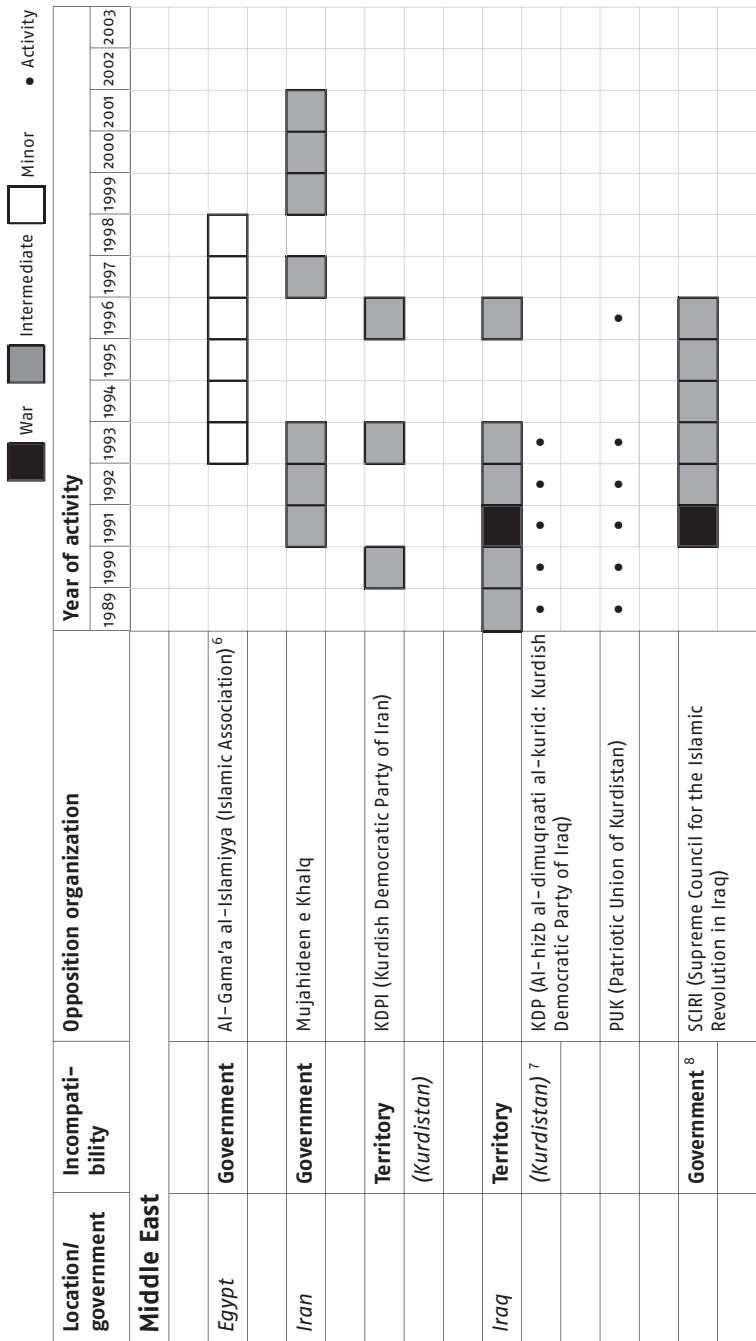 War Intermediate Minor • Activity
Location/ government Incompati- bility Opposition organization Year of activity
1989 1990 1991 1992 1993 1994 1995 1996 1997 1998 1999 2000 2001 2002 2003
Middle East
Egypt Government Al-Gama'a al-Islamiyya (Islamic Association) 6
Iran Government Mujahideen e Khalq
Territory KDPI (Kurdish Democratic Party of Iran)
(Kurdistan)
Iraq Territory
(Kurdistan) 7 KDP (Al-hizb al-dimuqraati al-kurid: Kurdish
Democratic Party of Iraq)
PUK (Patriotic Union of Kurdistan)
Government 8 SCIRI (Supreme Council for the Islamic
Revolution in Iraq)